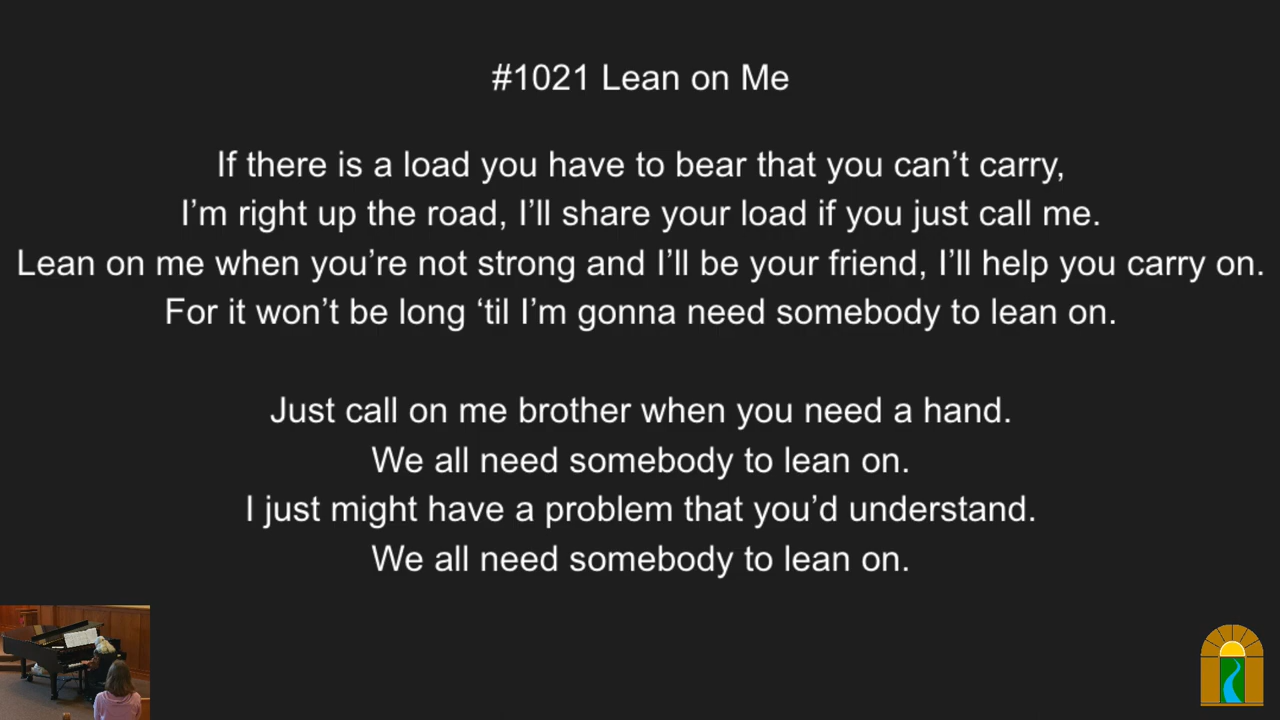 #1021 Lean on Me
If there is a load you have to bear that you can’t carry,
I’m right up the road, I’ll share your load if you just call me.
Lean on me when you’re not strong and I’ll be your friend, I’ll help you carry on.
For it won’t be long ‘til I’m gonna need somebody to lean on.
Just call on me brother when you need a hand.
We all need somebody to lean on.
I just might have a problem that you’d understand.
We all need somebody to lean on.